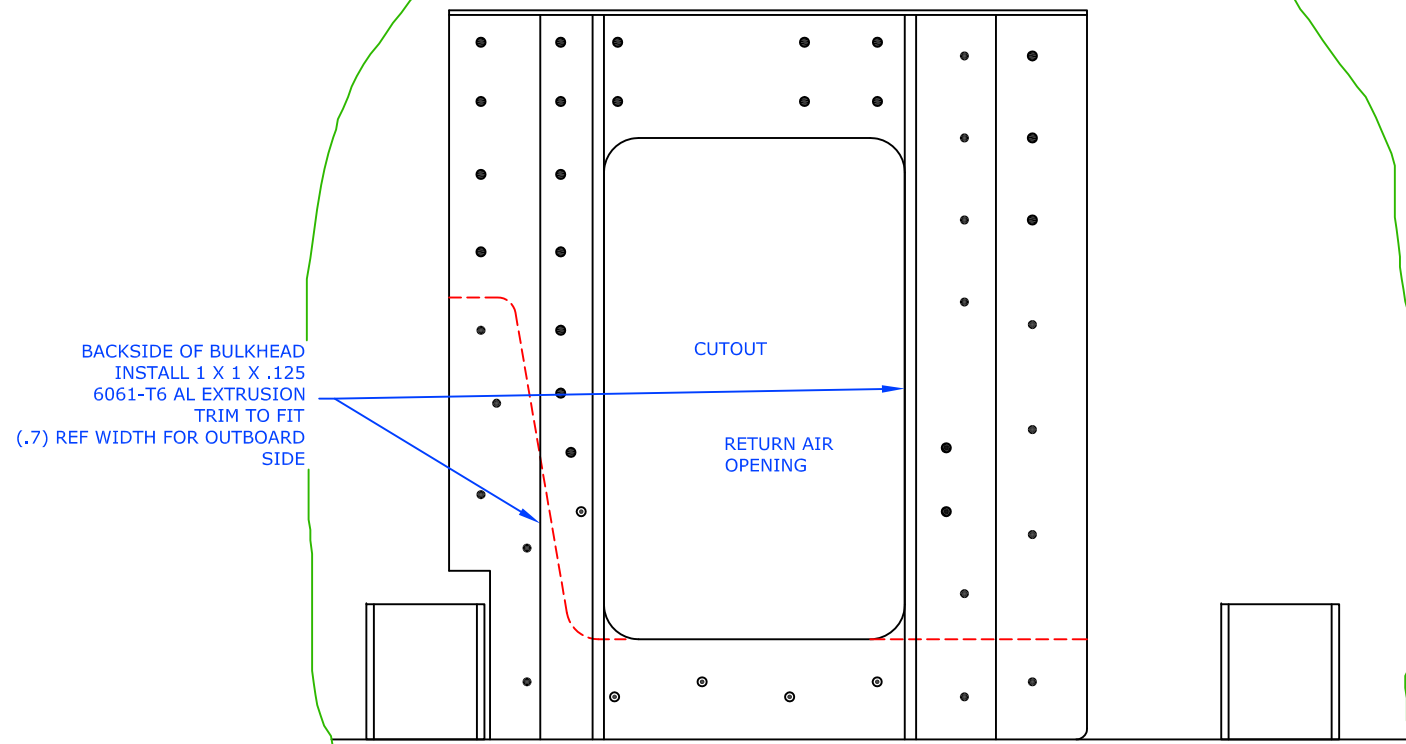 BACKSIDE OF BULKHEAD
INSTALL 1 X 1 X .125
6061-T6 AL EXTRUSION
TRIM TO FIT
(.7) REF WIDTH FOR OUTBOARD
SIDE
CUTOUT
RETURN AIR
OPENING